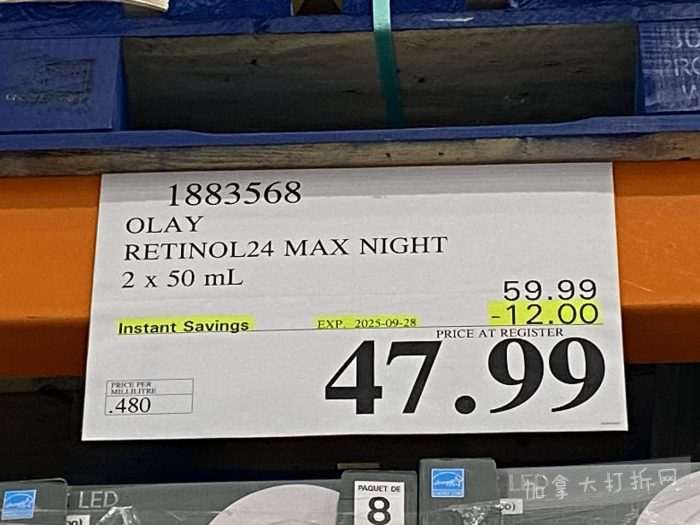 1883568
OLAY
RETINOL24 MAX NIGHT
2 x 50 mL
59.99
Instant Savings EXP. 2025-09-28 -12.00
PRICE AT REGISTER
47.99
PRICE PER
MILLILITRE
.480
LED
PAQUET DE
8
LED
加拿大打折网